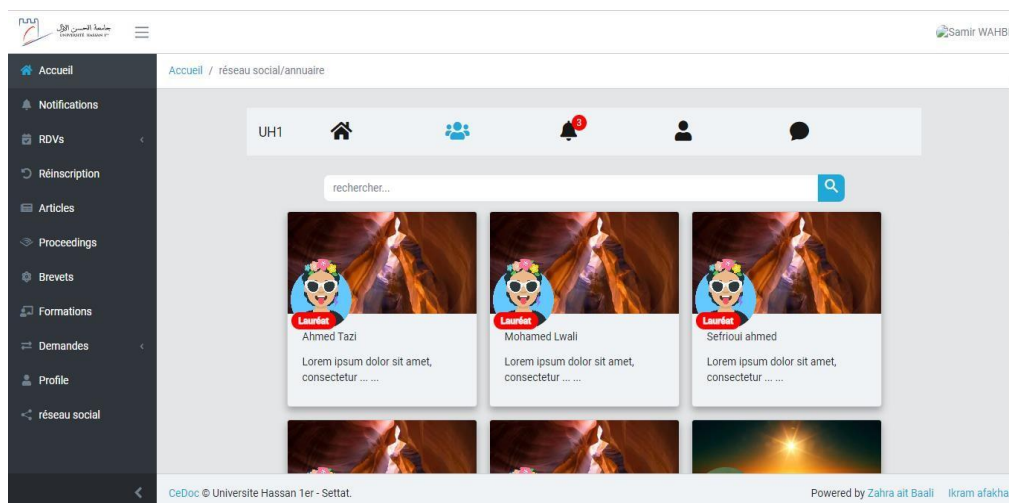 جامعة الحسن الأول
UNIVERSITÉ HASSAN 1er
Samir WAHBI
Accueil
Accueil / réseau social/annuaire
Notifications
RDVs
Réinscription
Articles
Proceedings
Brevets
Formations
Demandes
Profile
réseau social
UH1
3
rechercher...
Lauréat
Ahmed Tazi
Lorem ipsum dolor sit amet,
consectetur ... ...
Lauréat
Mohamed Lwali
Lorem ipsum dolor sit amet,
consectetur ... ...
Lauréat
Sefrioui ahmed
Lorem ipsum dolor sit amet,
consectetur ... ...
CeDoc © Universite Hassan 1er - Settat.
Powered by Zahra ait Baali Ikram afakha